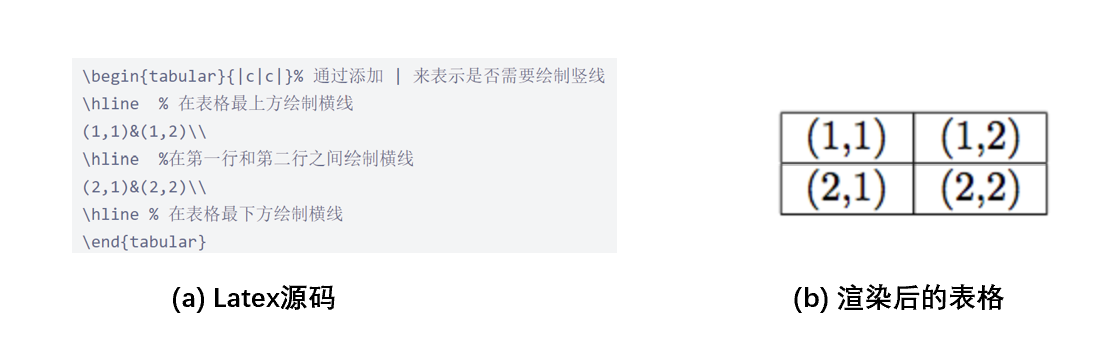 \begin{tabular}{|c|c|}% 通过添加 | 来表示是否需要绘制竖线
\hline  % 在表格最上方绘制横线
(1,1)&(1,2)\\
\hline  %在第一行和第二行之间绘制横线
(2,1)&(2,2)\\
\hline % 在表格最下方绘制横线
\end{tabular}
(a) Latex源码
(1,1) (1,2)
(2,1) (2,2)
(b) 渲染后的表格